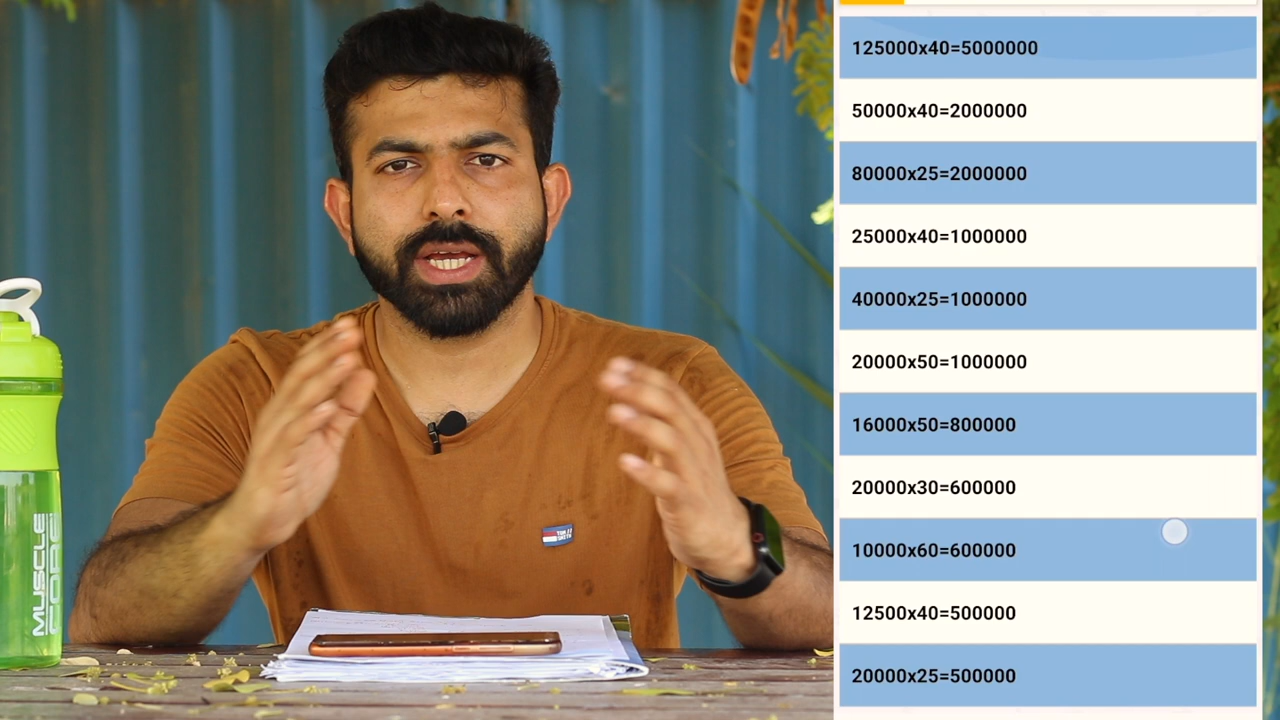 125000x40=5000000
50000x40=2000000
80000x25=2000000
25000x40=1000000
40000x25=1000000
20000x50=1000000
16000x50=800000
20000x30=600000
10000x60=600000
12500x40=500000
20000x25=500000
MUSCLE
CORE